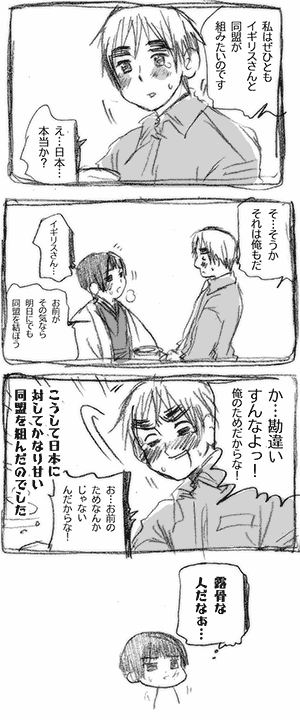 私はぜひとも
イギリスさんと
同盟が
組みたいのです
え…日本…
本当か?
そ…そうか
それは俺もだ
イギリスさん…
お前が
その気なら
明日にでも
同盟を結ぼう
か…勘違い
すんなよっ!
俺のためだからな!
お…お前の
ためなんか
じゃない
んだからな!
こうして日本に
対してかなり甘い
同盟を組んだのでした
露骨な
人だなぁ…